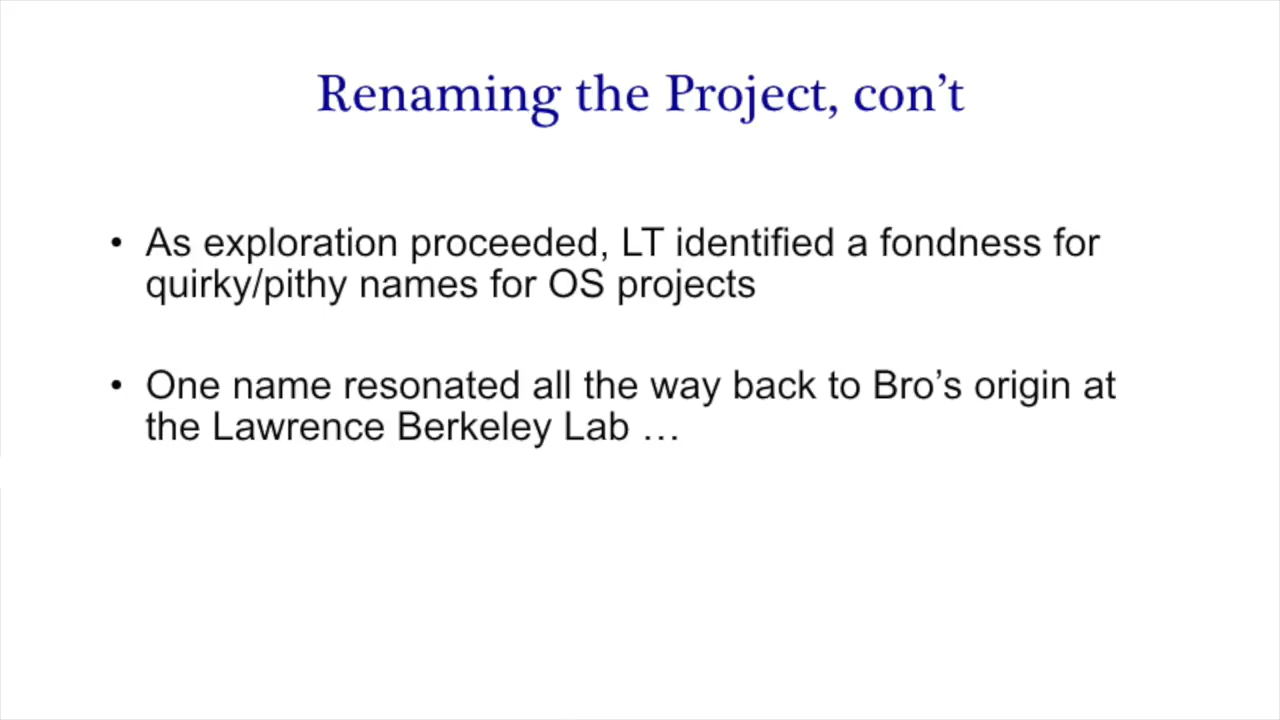 Renaming the Project, con’t
• As exploration proceeded, LT identified a fondness for
quirky/pithy names for OS projects
• One name resonated all the way back to Bro’s origin at
the Lawrence Berkeley Lab …